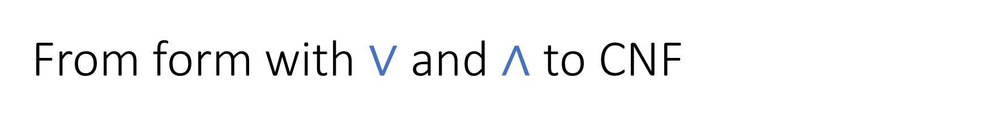 From form with ∨ and ∧ to CNF